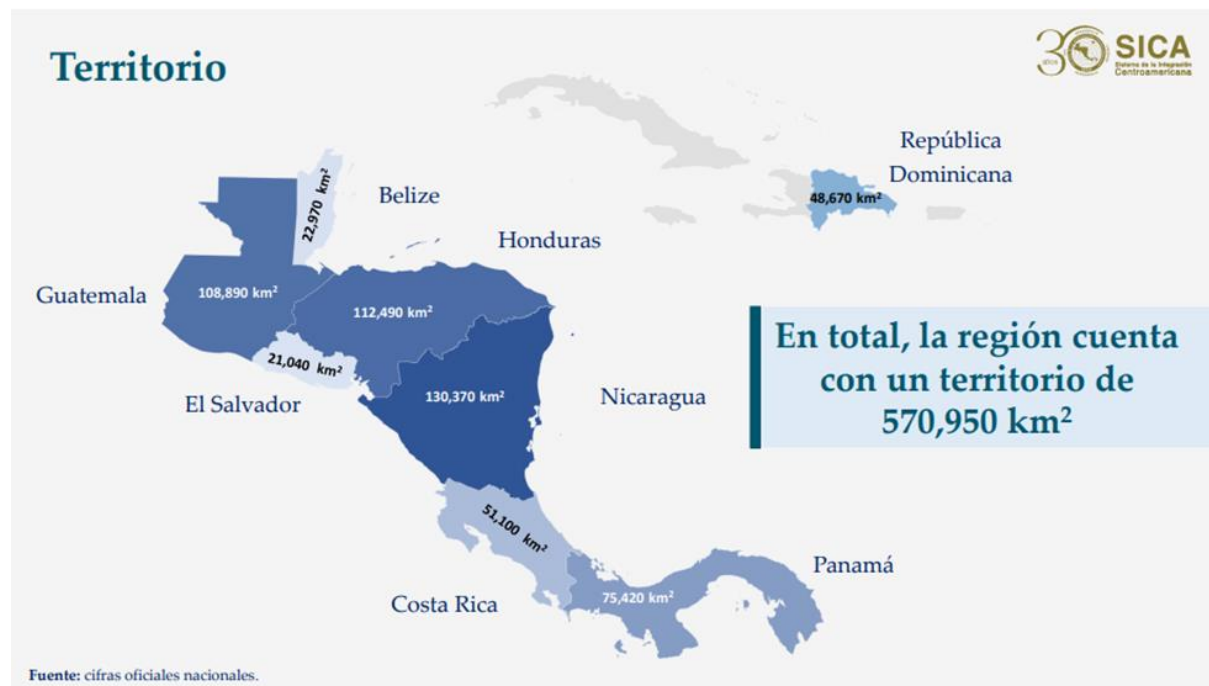 Territorio
30
años
SICA
Sistema de la Integración
Centroamericana
República
Dominicana
48,670 km²
Belize
22,970 km²
Honduras
Guatemala
108,890 km²
112,490 km²
21,040 km²
El Salvador
130,370 km²
Nicaragua
En total, la región cuenta
con un territorio de
570,950 km²
51,100 km²
Costa Rica
75,420 km²
Panamá
Fuente: cifras oficiales nacionales.